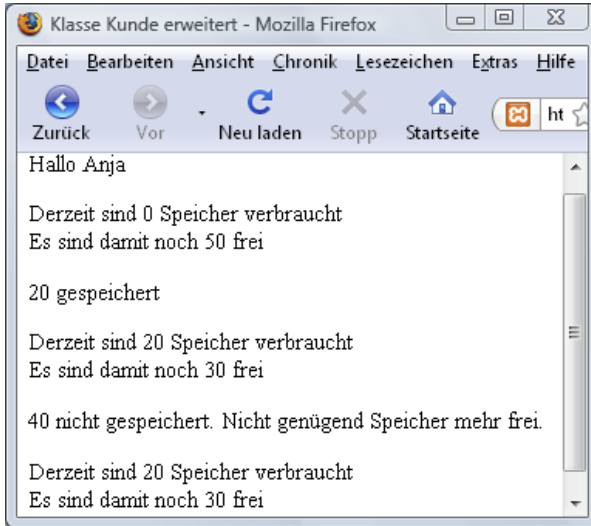 Klasse Kunde erweitert - Mozilla Firefox
Datei Bearbeiten Ansicht Chronik Lesezeichen Extras Hilfe
Zurück Vor Neu laden Stopp Startseite ht
Hallo Anja
Derzeit sind 0 Speicher verbraucht
Es sind damit noch 50 frei
20 gespeichert
Derzeit sind 20 Speicher verbraucht
Es sind damit noch 30 frei
40 nicht gespeichert. Nicht genügend Speicher mehr frei.
Derzeit sind 20 Speicher verbraucht
Es sind damit noch 30 frei